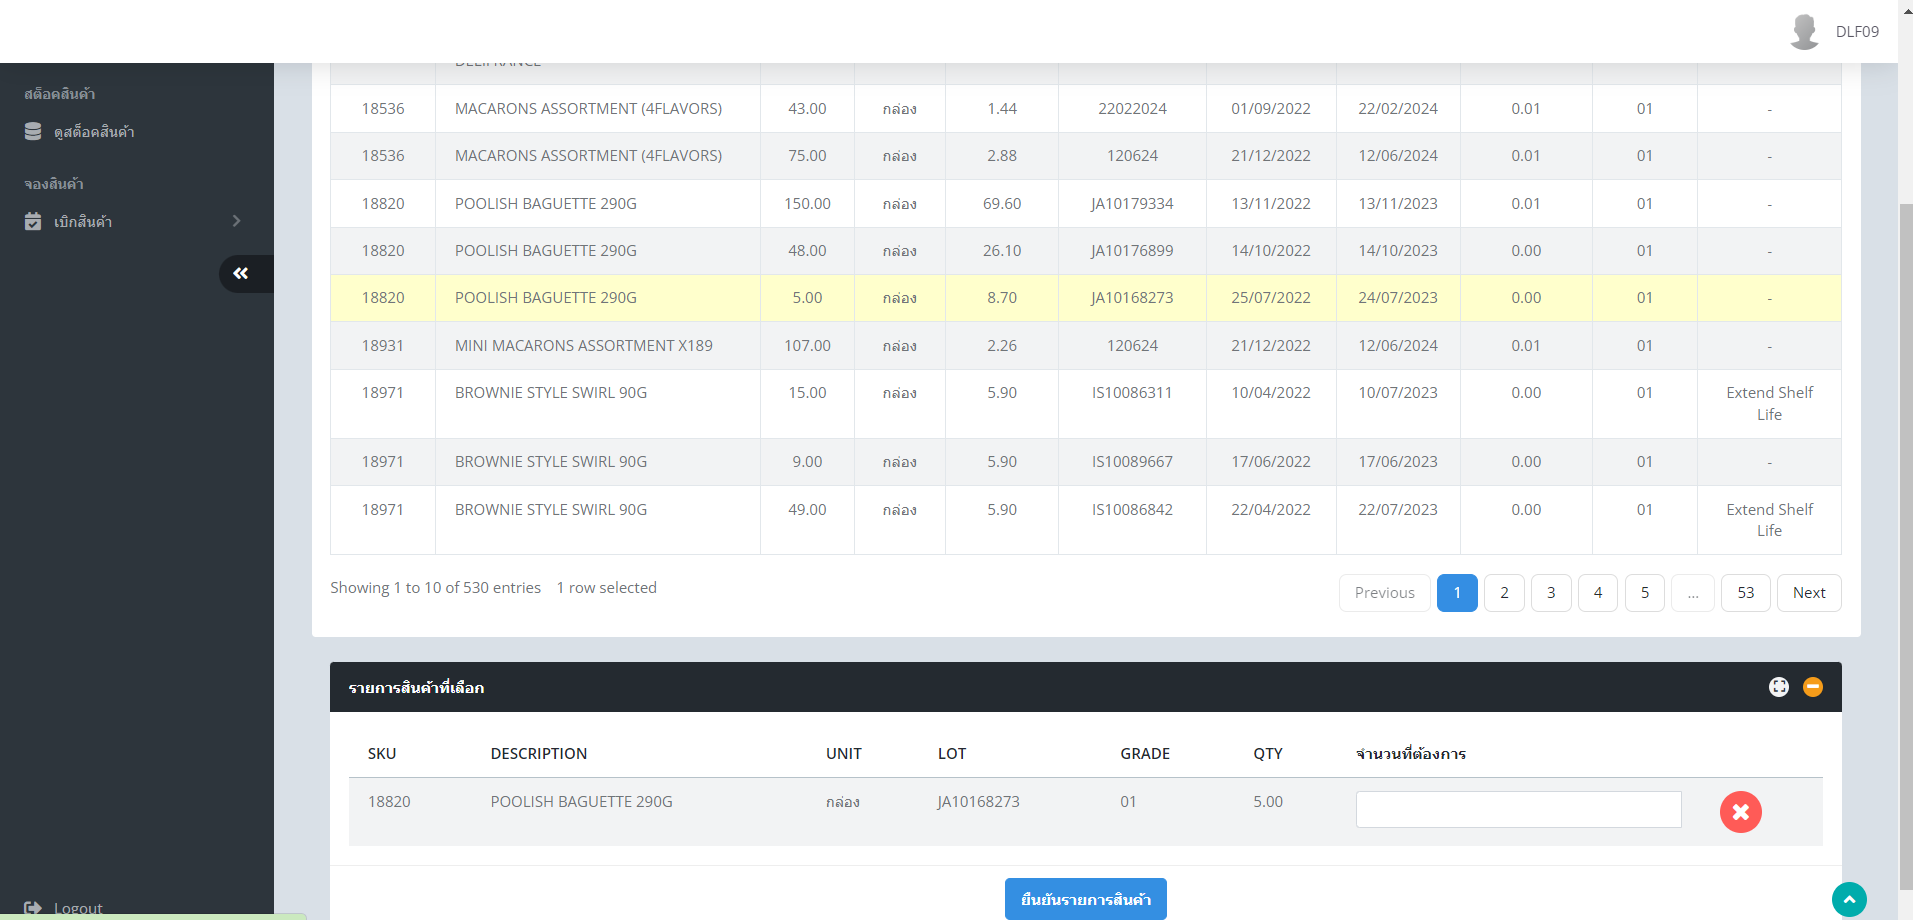 DLF09
สต็อคสินค้า
ดูสต็อคสินค้า
จองสินค้า
เบิกสินค้า
Logout
DELIFRANCE
18536 MACARONS ASSORTMENT (4FLAVORS) 43.00 กล่อง 1.44 22022024 01/09/2022 22/02/2024 0.01 01 -
18536 MACARONS ASSORTMENT (4FLAVORS) 75.00 กล่อง 2.88 120624 21/12/2022 12/06/2024 0.01 01 -
18820 POOLISH BAGUETTE 290G 150.00 กล่อง 69.60 JA10179334 13/11/2022 13/11/2023 0.01 01 -
18820 POOLISH BAGUETTE 290G 48.00 กล่อง 26.10 JA10176899 14/10/2022 14/10/2023 0.00 01 -
18820 POOLISH BAGUETTE 290G 5.00 กล่อง 8.70 JA10168273 25/07/2022 24/07/2023 0.00 01 -
18931 MINI MACARONS ASSORTMENT X189 107.00 กล่อง 2.26 120624 21/12/2022 12/06/2024 0.01 01 -
18971 BROWNIE STYLE SWIRL 90G 15.00 กล่อง 5.90 IS10086311 10/04/2022 10/07/2023 0.00 01 Extend Shelf
Life
18971 BROWNIE STYLE SWIRL 90G 9.00 กล่อง 5.90 IS10089667 17/06/2022 17/06/2023 0.00 01 -
18971 BROWNIE STYLE SWIRL 90G 49.00 กล่อง 5.90 IS10086842 22/04/2022 22/07/2023 0.00 01 Extend Shelf
Life
Showing 1 to 10 of 530 entries 1 row selected
Previous 1 2 3 4 5 ... 53 Next
รายการสินค้าที่เลือก
SKU DESCRIPTION UNIT LOT GRADE QTY จำนวนที่ต้องการ
18820 POOLISH BAGUETTE 290G กล่อง JA10168273 01 5.00
ยืนยันรายการสินค้า